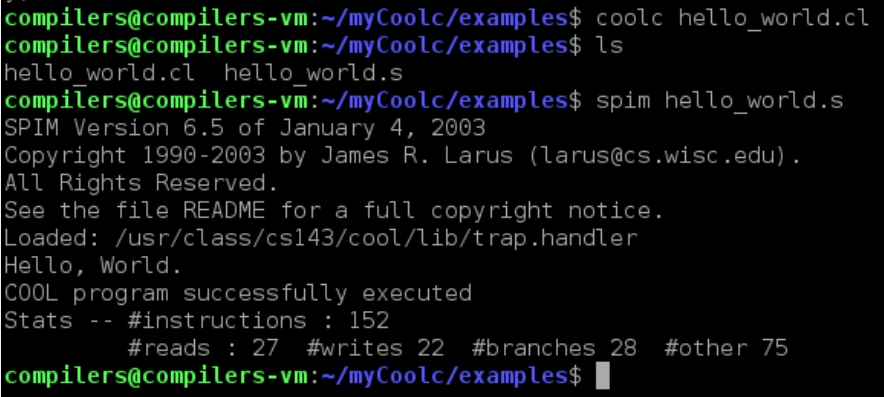 compilers@compilers-vm:~/myCoolc/examples$ coolc hello_world.cl
compilers@compilers-vm:~/myCoolc/examples$ ls
hello_world.cl  hello_world.s
compilers@compilers-vm:~/myCoolc/examples$ spim hello_world.s
SPIM Version 6.5 of January 4, 2003
Copyright 1990-2003 by James R. Larus (larus@cs.wisc.edu).
All Rights Reserved.
See the file README for a full copyright notice.
Loaded: /usr/class/cs143/cool/lib/trap.handler
Hello, World.
COOL program successfully executed
Stats -- #instructions : 152
         #reads : 27  #writes 22  #branches 28  #other 75
compilers@compilers-vm:~/myCoolc/examples$